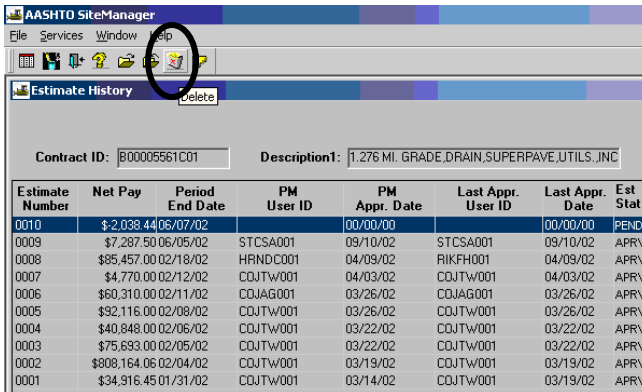 AASHTO SiteManager
File Services Window Help
Estimate History
Delete
Contract ID: B00005561C01 Description1: 1.276 MI. GRADE,DRAIN,SUPERPAVE,UTILS.,INC
Estimate Number Net Pay Period End Date PM User ID PM Appr. Date Last Appr. User ID Last Appr. Date Est Stat
0010 $-2,038.44 06/07/02 00/00/00 00/00/00 PEND
0009 $7,287.50 06/05/02 STCSA001 09/10/02 STCSA001 09/10/02 APRV
0008 $85,457.00 02/18/02 HRNDC001 04/09/02 RIKFH001 04/09/02 APRV
0007 $4,770.00 02/12/02 COJTW001 04/03/02 COJTW001 04/03/02 APRV
0006 $60,310.00 02/11/02 COJAG001 03/26/02 COJAG001 03/26/02 APRV
0005 $92,116.00 02/08/02 COJTW001 03/26/02 COJTW001 03/26/02 APRV
0004 $40,848.00 02/06/02 COJTW001 03/22/02 COJTW001 03/22/02 APRV
0003 $75,693.00 02/05/02 COJTW001 03/22/02 COJTW001 03/22/02 APRV
0002 $808,164.06 02/04/02 COJTW001 03/19/02 COJTW001 03/19/02 APRV
0001 $34,916.45 01/31/02 COJTW001 03/14/02 COJTW001 03/19/02 APRV